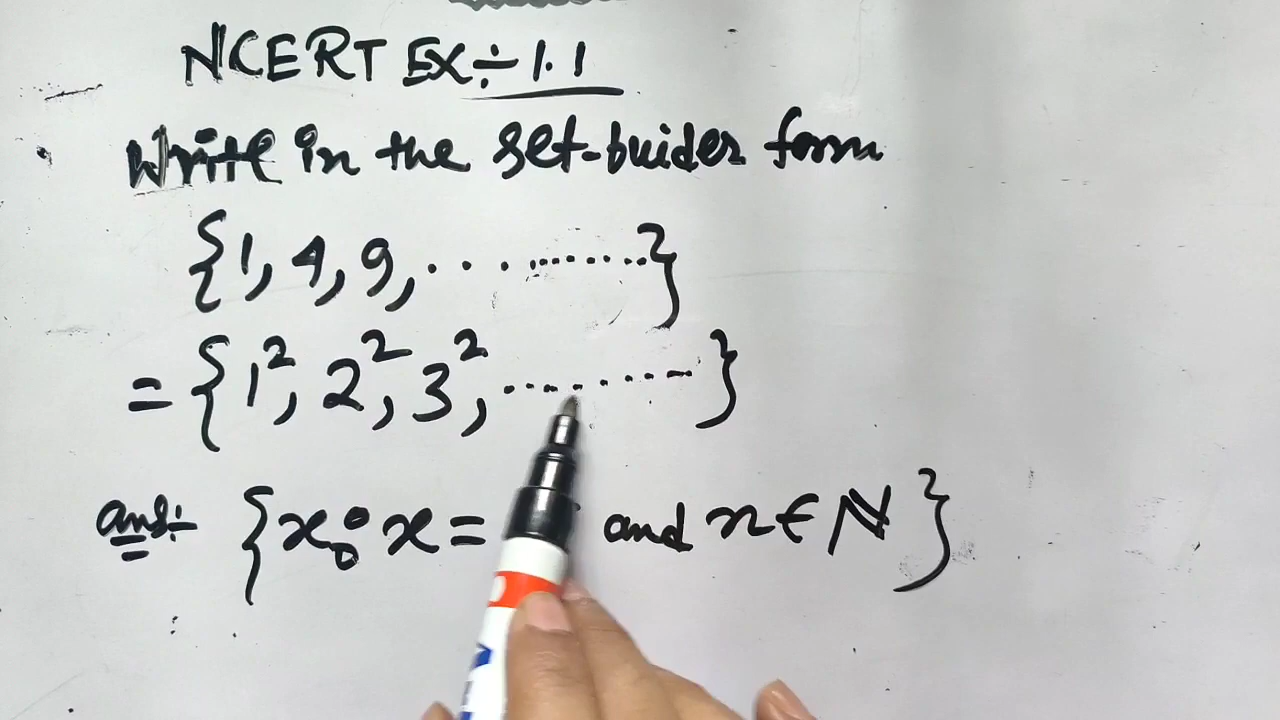 NCERT EX÷1.1
Write in the set-buider form
{1, 4, 9, ..............}
= {1², 2², 3², .........}
ans:- {x: x = and n ∈ N}